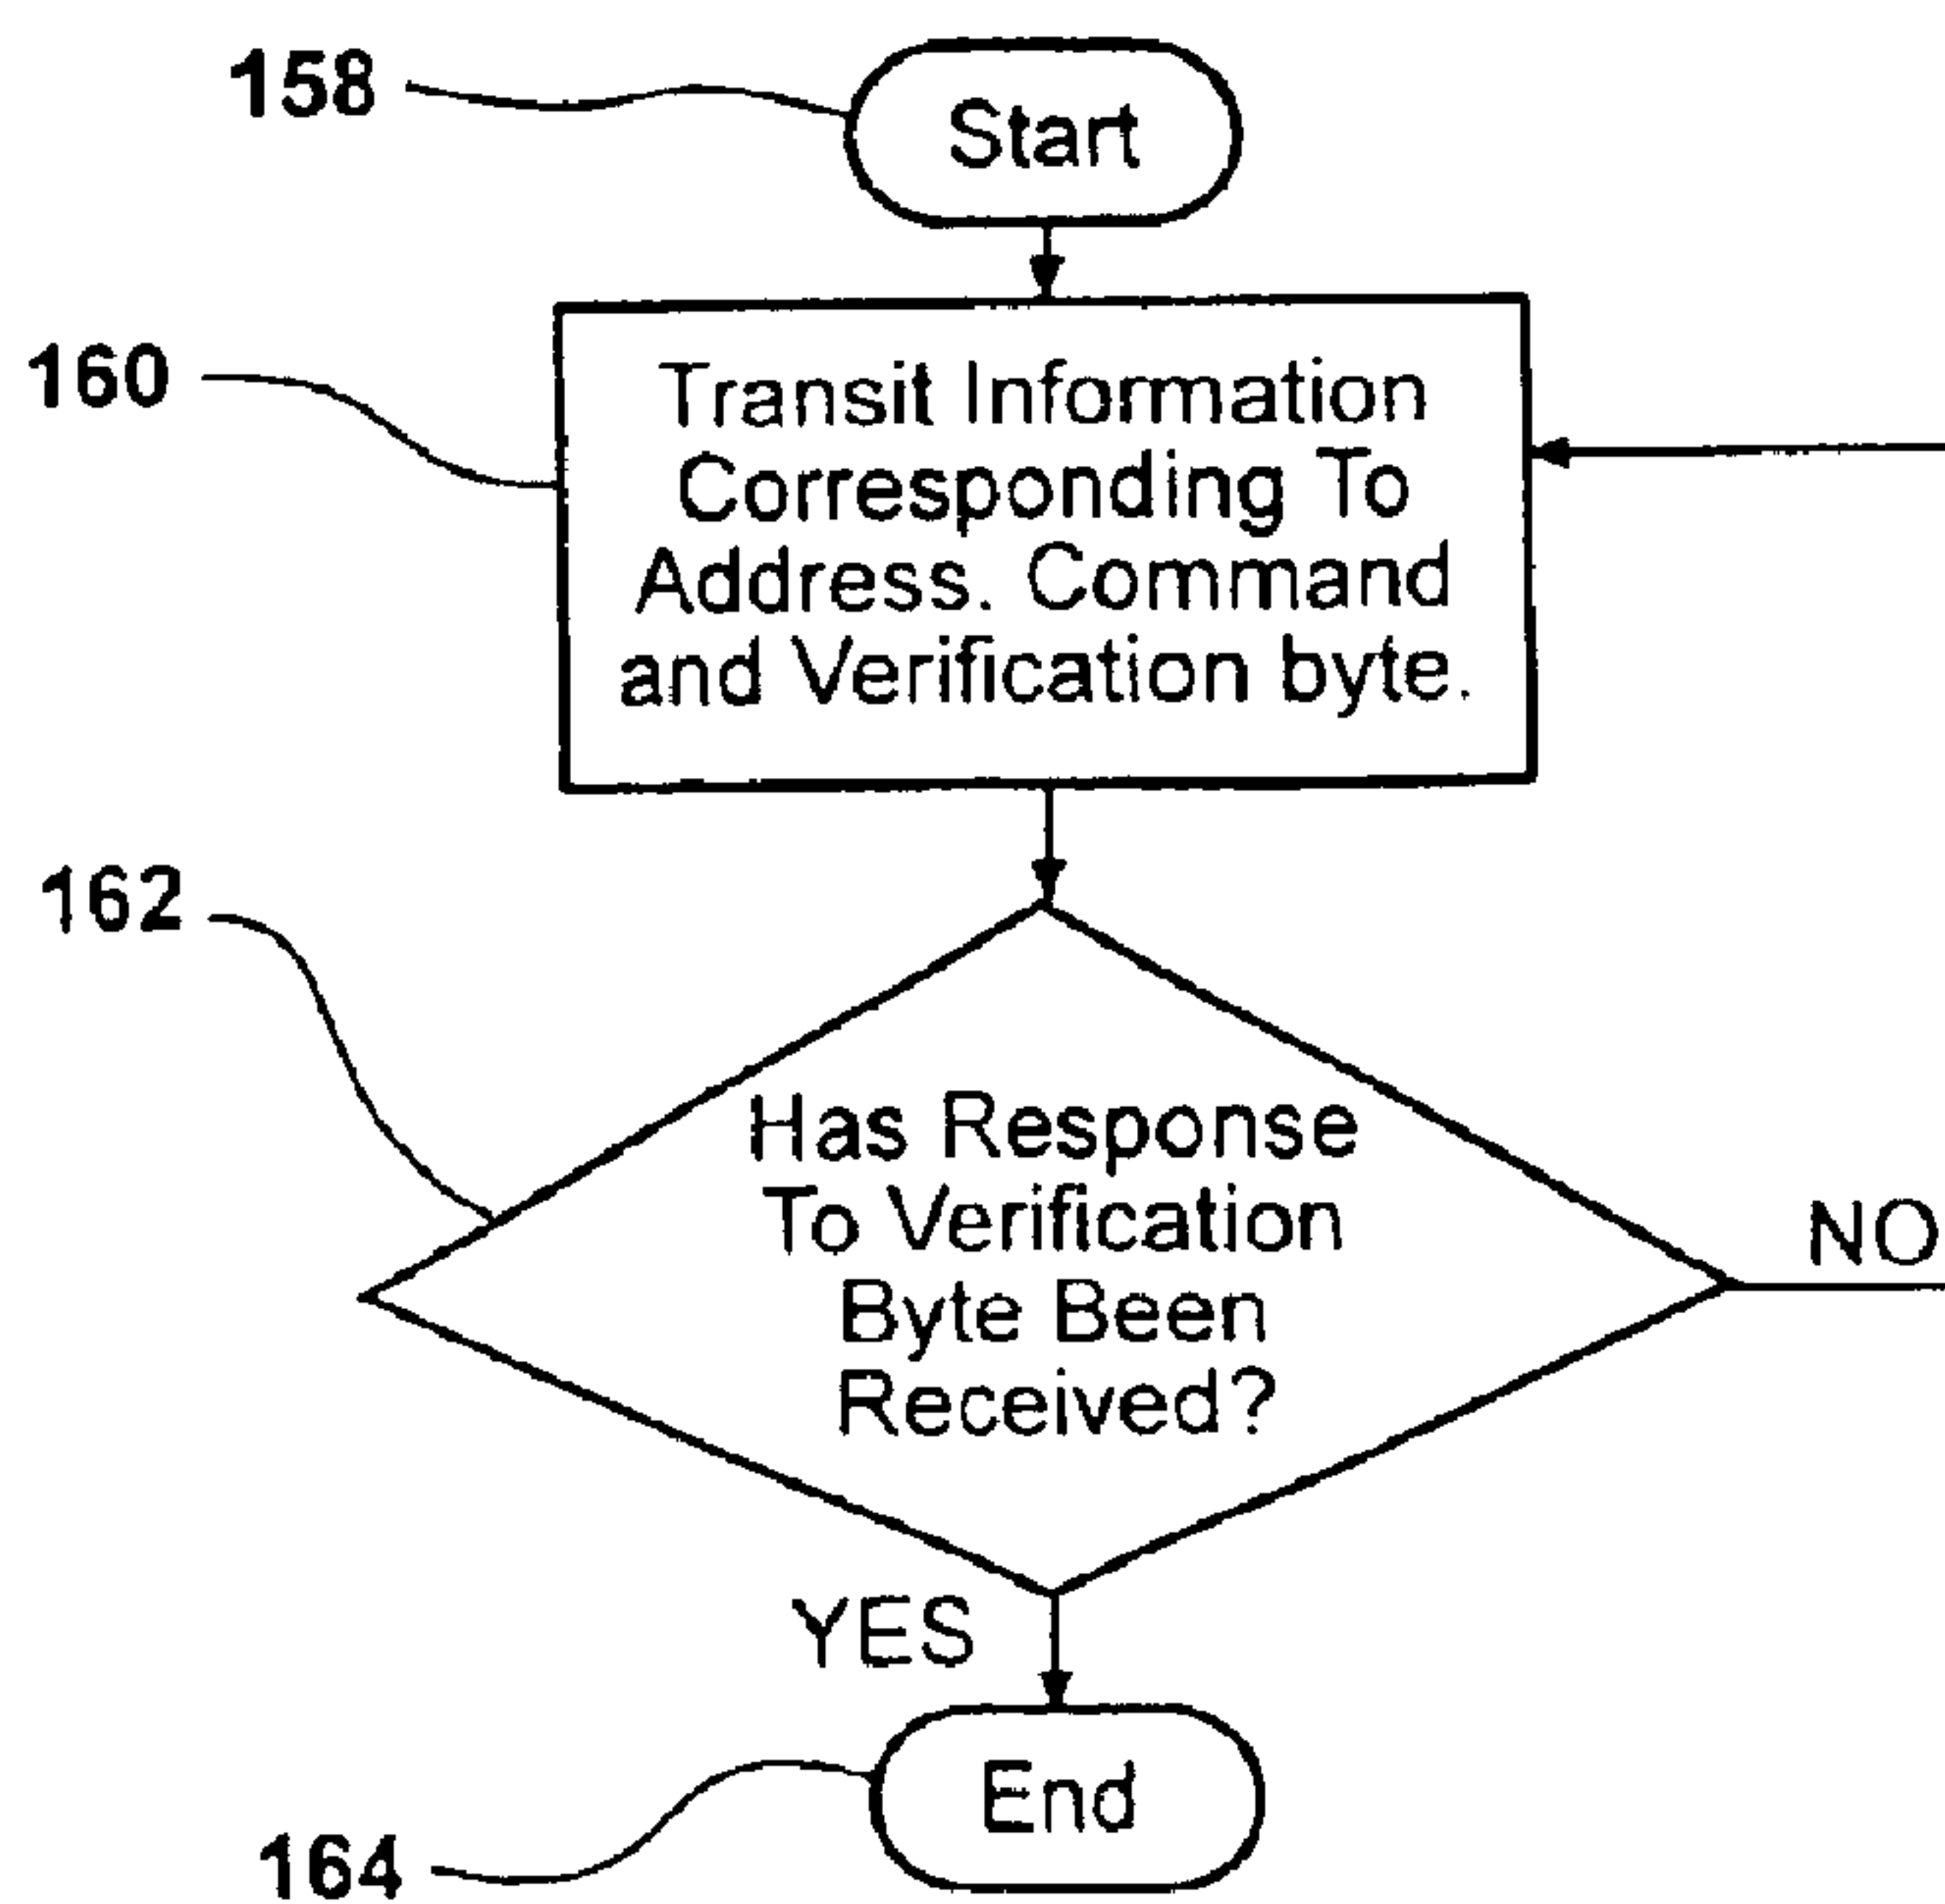 158
Start
160
Transit Information
Corresponding To
Address. Command
and Verification byte.
162
Has Response
To Verification
Byte Been
Received?
NO
YES
End
164